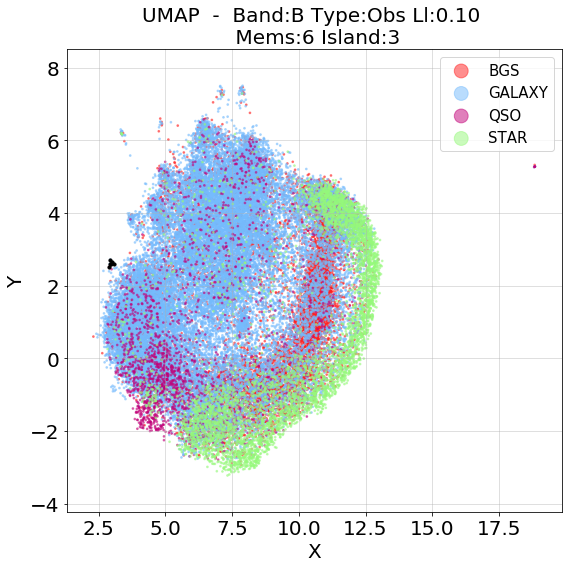 UMAP  -  Band:B Type:Obs Ll:0.10
Mems:6 Island:3
BGS
GALAXY
QSO
STAR
8
6
4
2
0
−2
−4
Y
2.5 5.0 7.5 10.0 12.5 15.0 17.5
X